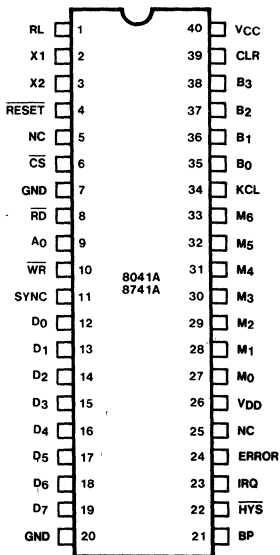 RL 1 40 VCC
X1 2 39 CLR
X2 3 38 B3
RESET 4 37 B2
NC 5 36 B1
CS 6 35 B0
GND 7 34 KCL
RD 8 33 M6
A0 9 32 M5
WR 10 31 M4
8041A
8741A
SYNC 11 30 M3
D0 12 29 M2
D1 13 28 M1
D2 14 27 M0
D3 15 26 VDD
D4 16 25 NC
D5 17 24 ERROR
D6 18 23 IRQ
D7 19 22 HYS
GND 20 21 BP